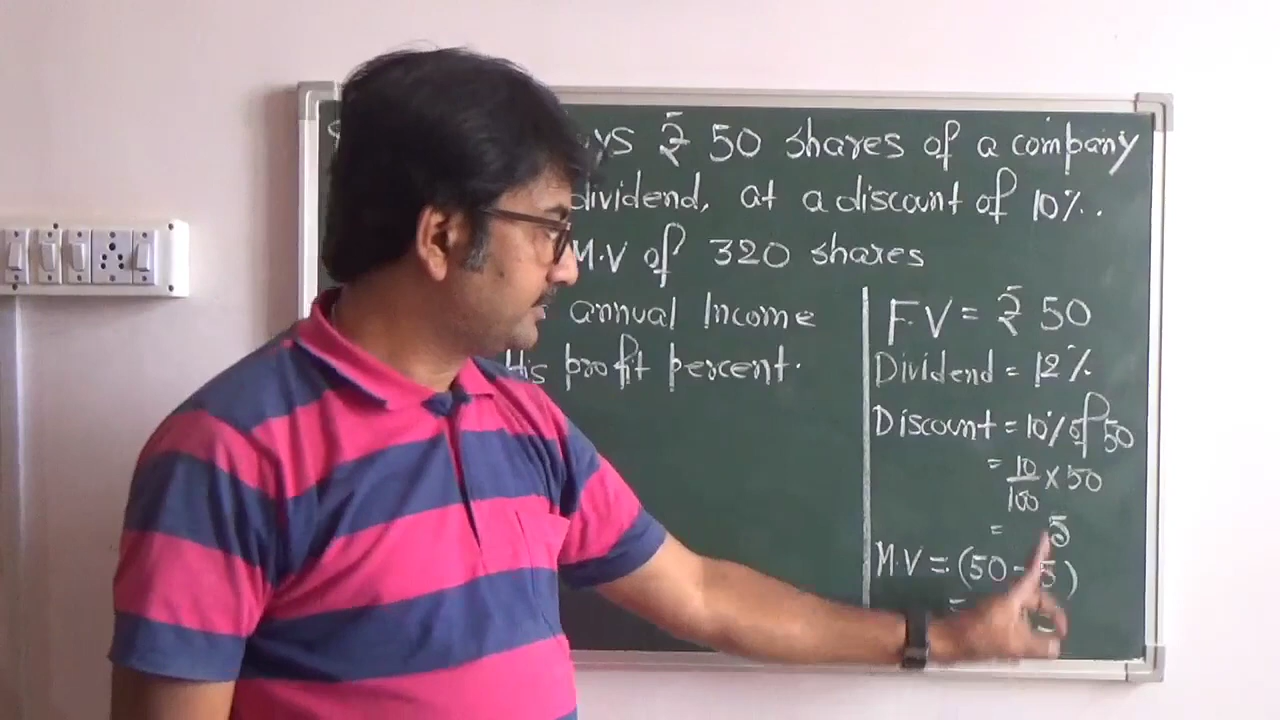 ₹ 50 shares of a company
dividend, at a discount of 10%.
M.V of 320 shares
annual Income
His profit percent.
F.V = ₹ 50
Dividend = 12%
Discount = 10% of 50
= 10/100 × 50
= 5
M.V = (50 - 5)
=